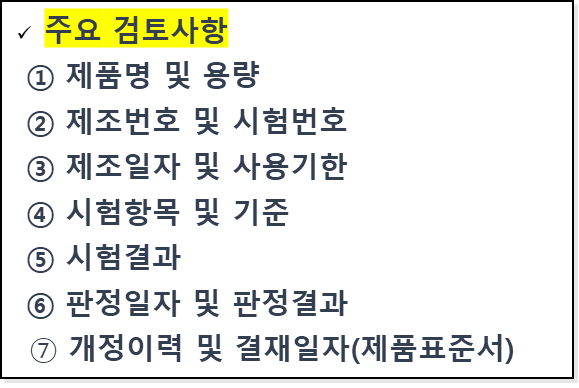 ✓ 주요 검토사항
① 제품명 및 용량
② 제조번호 및 시험번호
③ 제조일자 및 사용기한
④ 시험항목 및 기준
⑤ 시험결과
⑥ 판정일자 및 판정결과
⑦ 개정이력 및 결재일자(제품표준서)